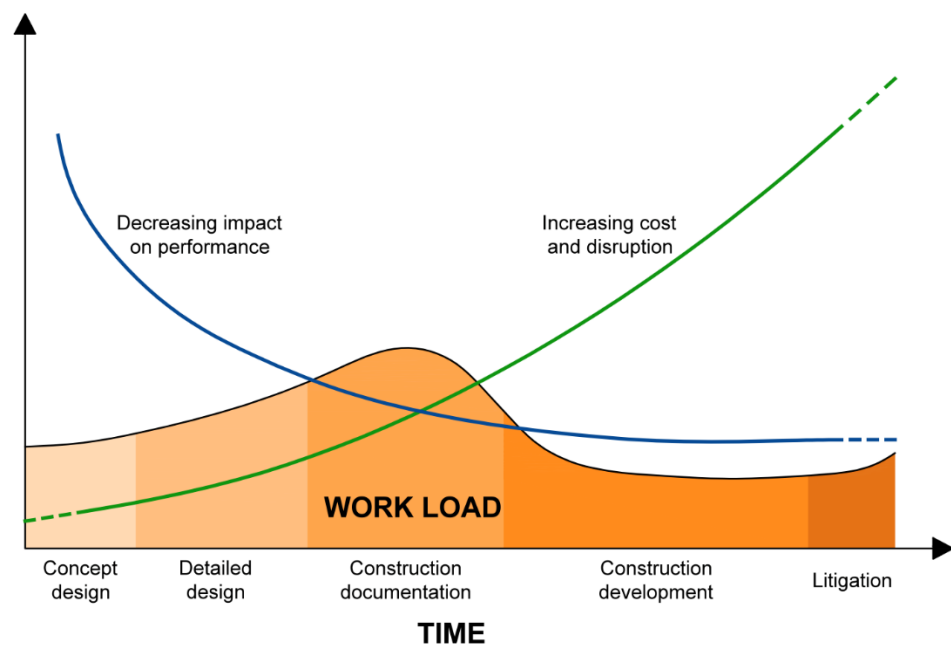 Decreasing impact
on performance
Increasing cost
and disruption
WORK LOAD
Concept
design
Detailed
design
Construction
documentation
Construction
development
Litigation
TIME